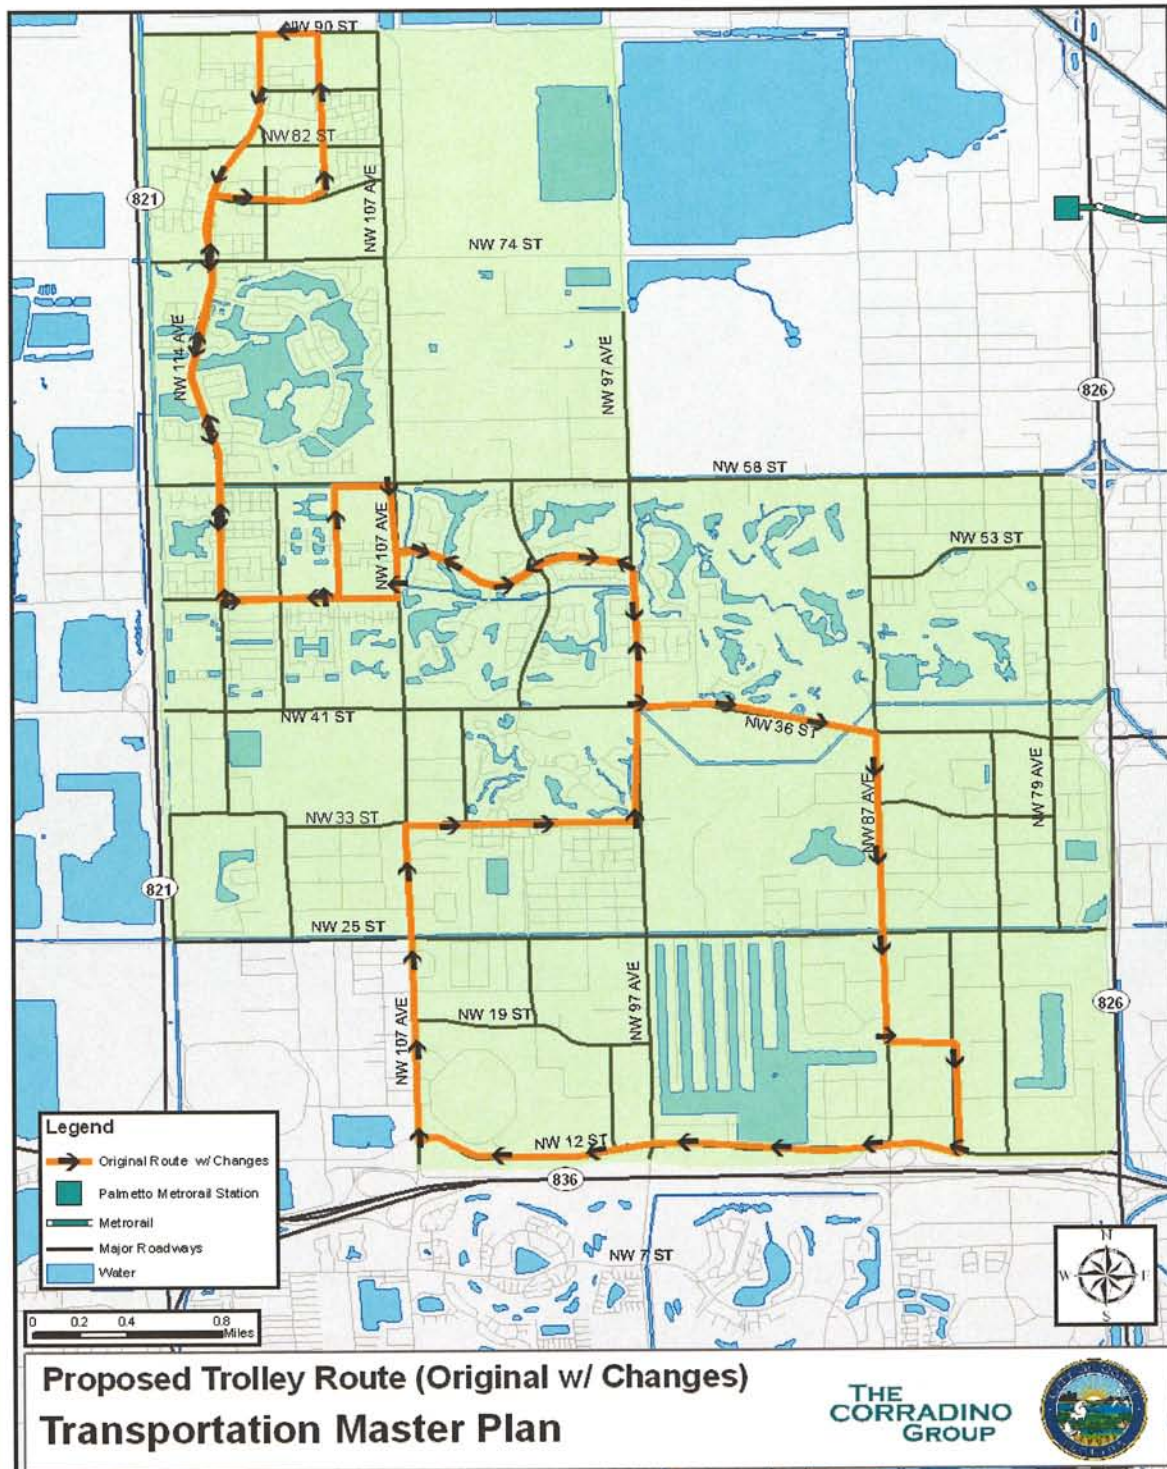 NW 90 ST
NW 82 ST
821
NW 107 AVE
NW 74 ST
NW 114 AVE
NW 97 AVE
826
NW 58 ST
NW 107 AVE
NW 53 ST
NW 41 ST
NW 36 ST
NW 79 AVE
NW 87 AVE
NW 33 ST
821
NW 25 ST
NW 97 AVE
826
NW 107 AVE
NW 19 ST
NW 12 ST
836
NW 7 ST
Legend
Original Route w/ Changes
Palmetto Metrorail Station
Metrorail
Major Roadways
Water
N
W
E
S
0 0.2 0.4 0.8
Miles
Proposed Trolley Route (Original w/ Changes)
Transportation Master Plan
THE
CORRADINO
GROUP